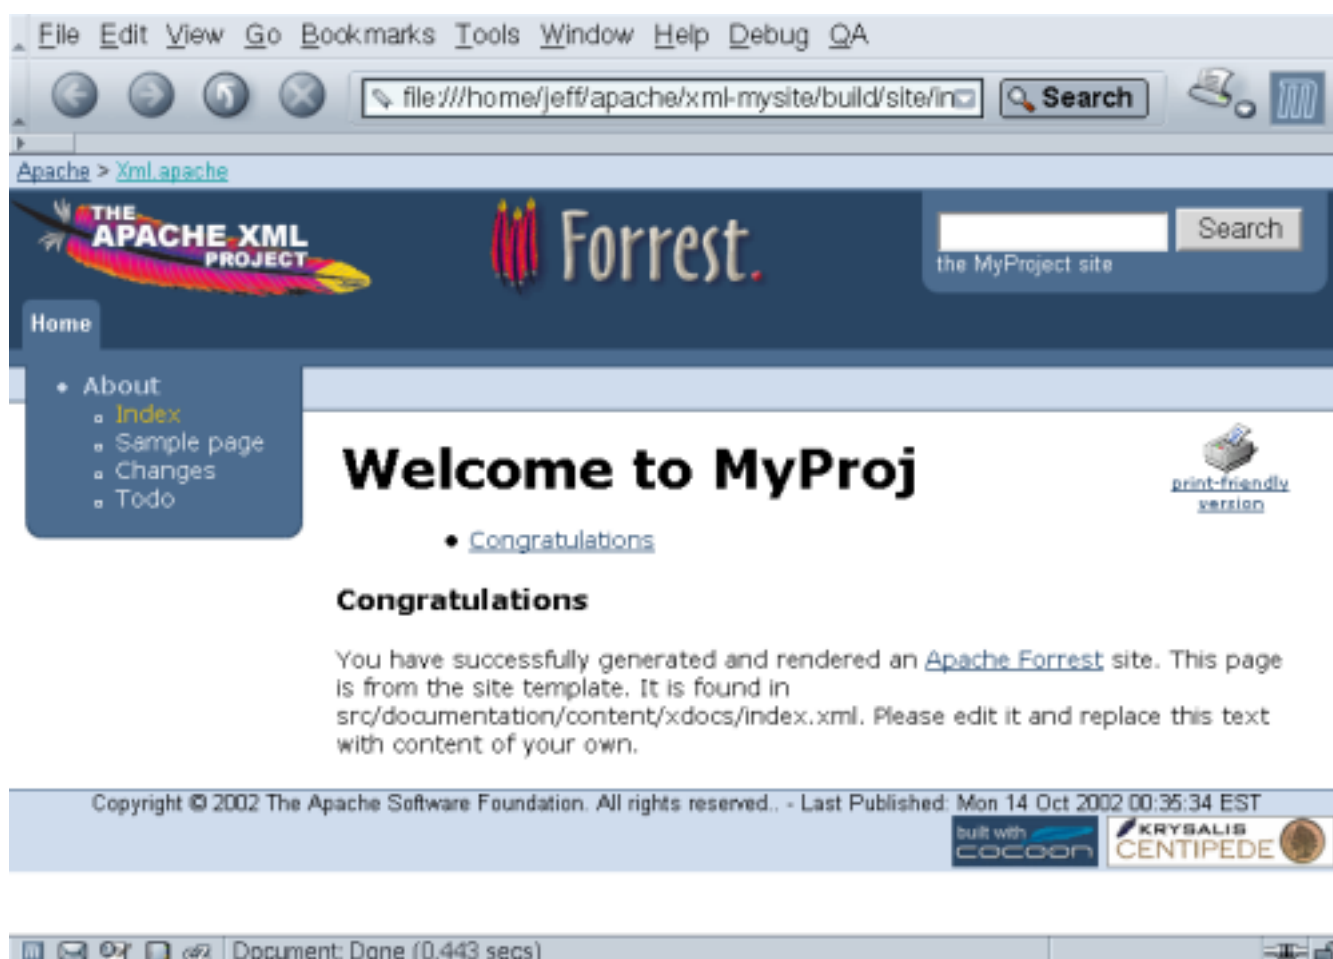 File Edit View Go Bookmarks Tools Window Help Debug QA
file:///home/jeff/apache/xml-mysite/build/site/in Search
Apache > Xml.apache
THE
APACHE XML
PROJECT
Forrest.
Search
the MyProject site
Home
• About
Index
Sample page
Changes
Todo
Welcome to MyProj
print-friendly
version
• Congratulations
Congratulations
You have successfully generated and rendered an Apache Forrest site. This page
is from the site template. It is found in
src/documentation/content/xdocs/index.xml. Please edit it and replace this text
with content of your own.
Copyright © 2002 The Apache Software Foundation. All rights reserved.. - Last Published: Mon 14 Oct 2002 00:35:34 EST
built with
cocoon
KRYSALIS
CENTIPEDE
Document: Done (0.443 secs)